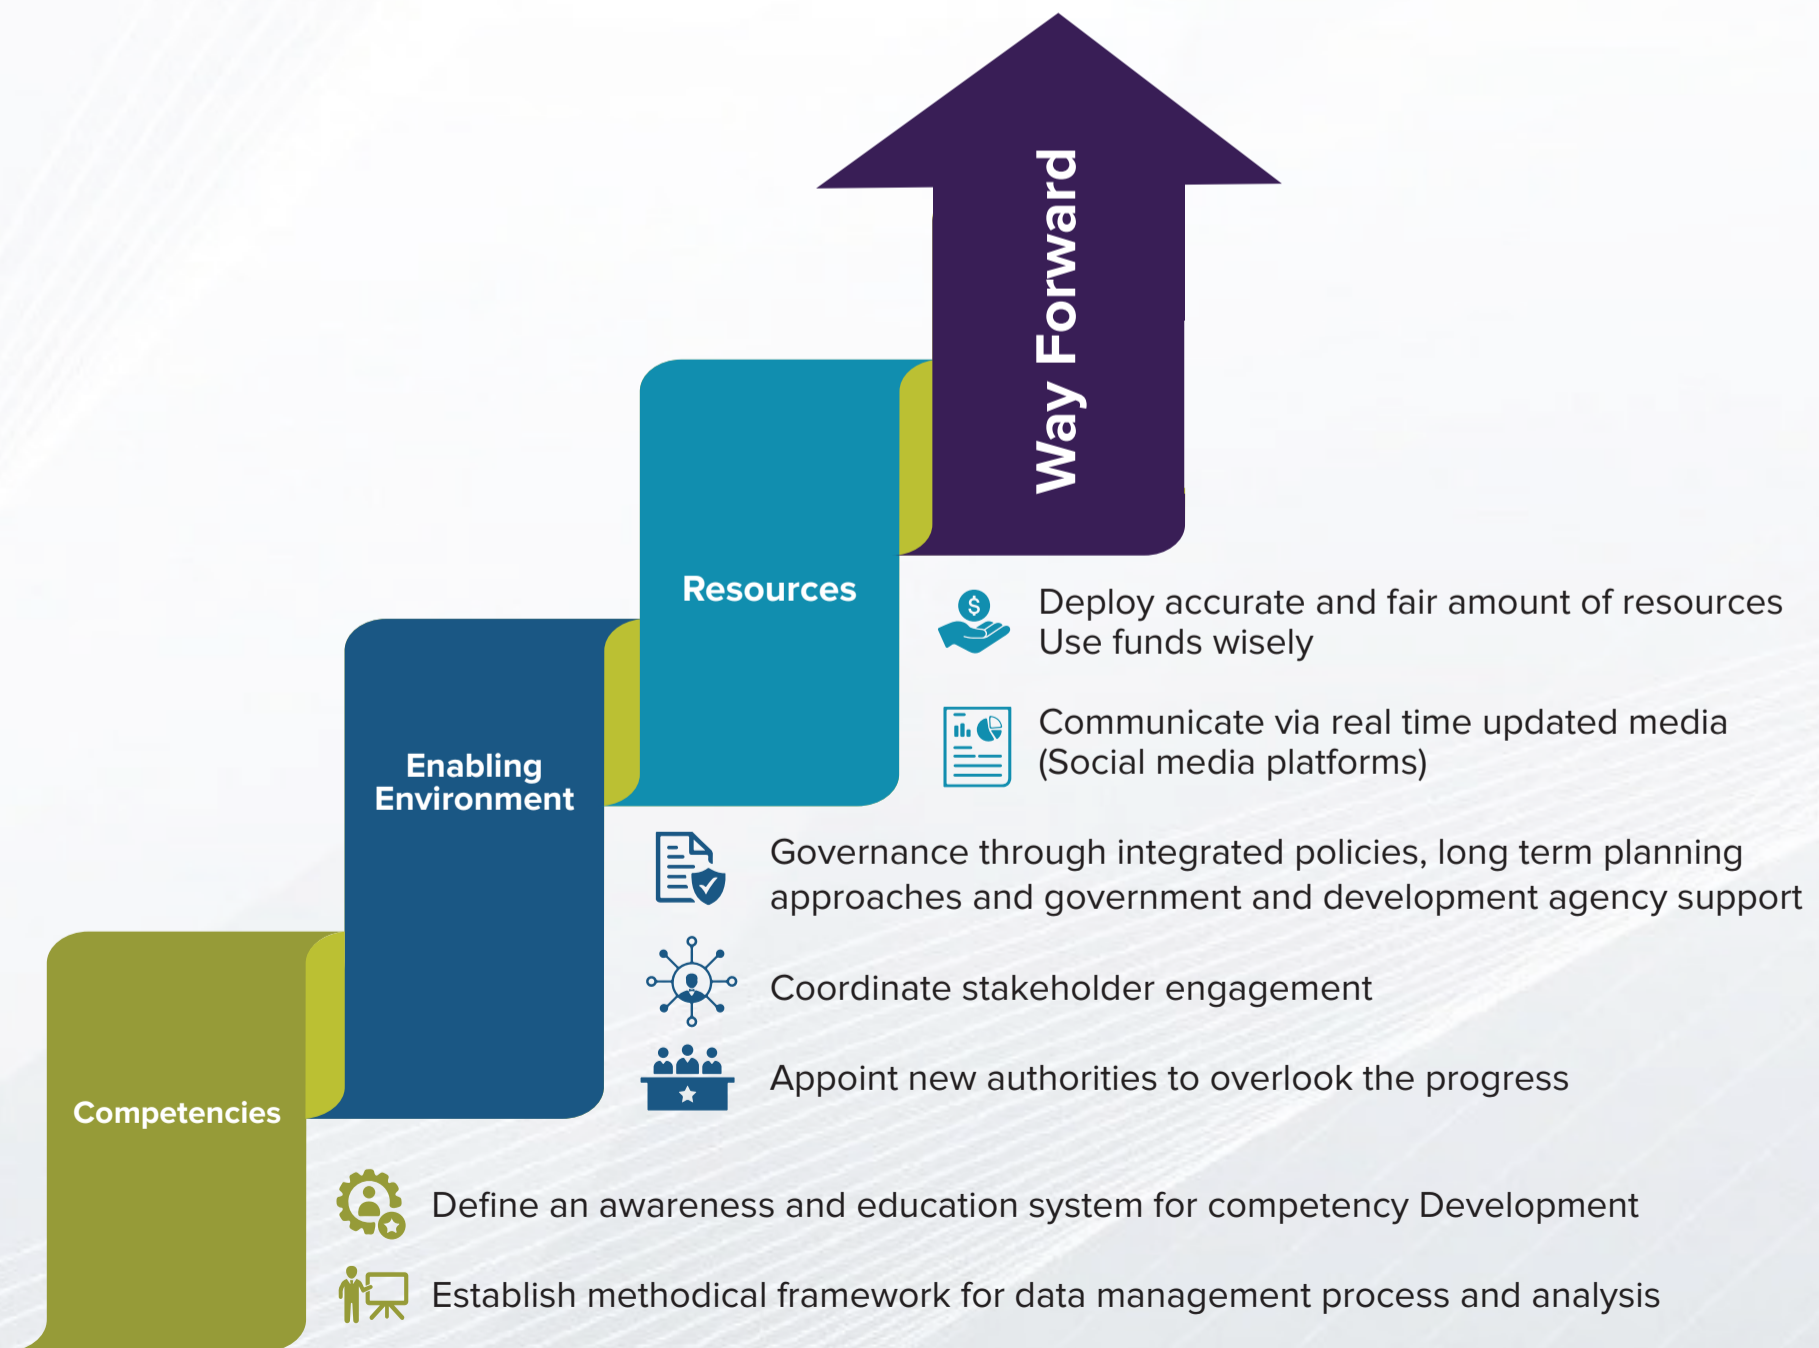 Way Forward
Resources
Deploy accurate and fair amount of resources
Use funds wisely
Communicate via real time updated media
(Social media platforms)
Enabling
Environment
Governance through integrated policies, long term planning
approaches and government and development agency support
Coordinate stakeholder engagement
Appoint new authorities to overlook the progress
Competencies
Define an awareness and education system for competency Development
Establish methodical framework for data management process and analysis